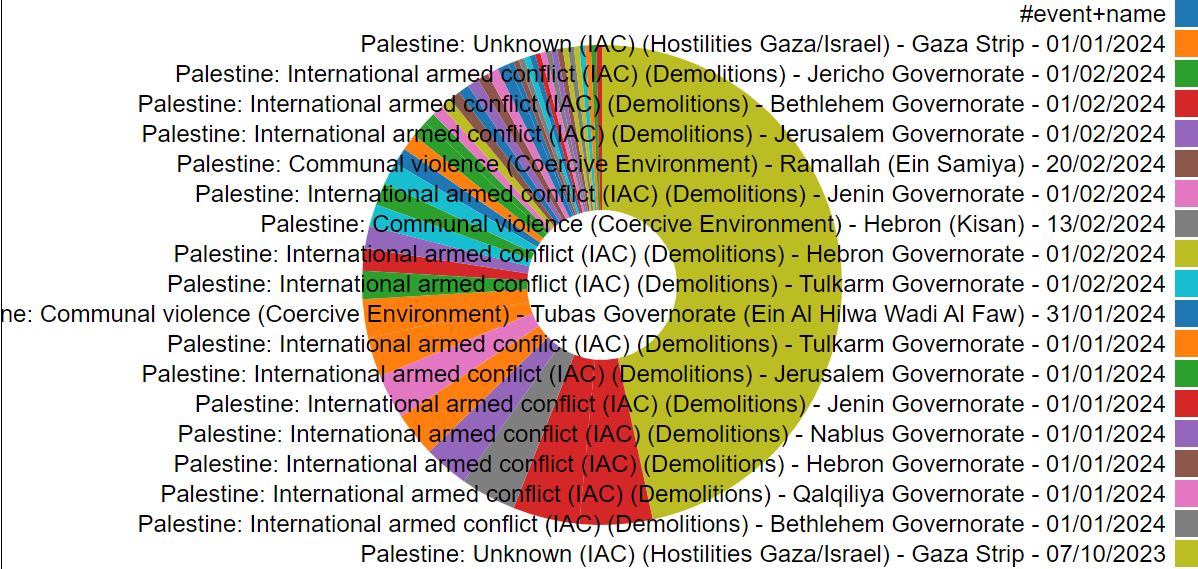 #event+name
Palestine: Unknown (IAC) (Hostilities Gaza/Israel) - Gaza Strip - 01/01/2024
Palestine: International armed conflict (IAC) (Demolitions) - Jericho Governorate - 01/02/2024
Palestine: International armed conflict (IAC) (Demolitions) - Bethlehem Governorate - 01/02/2024
Palestine: International armed conflict (IAC) (Demolitions) - Jerusalem Governorate - 01/02/2024
Palestine: Communal violence (Coercive Environment) - Ramallah (Ein Samiya) - 20/02/2024
Palestine: International armed conflict (IAC) (Demolitions) - Jenin Governorate - 01/02/2024
Palestine: Communal violence (Coercive Environment) - Hebron (Kisan) - 13/02/2024
Palestine: International armed conflict (IAC) (Demolitions) - Hebron Governorate - 01/02/2024
Palestine: International armed conflict (IAC) (Demolitions) - Tulkarm Governorate - 01/02/2024
ne: Communal violence (Coercive Environment) - Tubas Governorate (Ein Al Hilwa Wadi Al Faw) - 31/01/2024
Palestine: International armed conflict (IAC) (Demolitions) - Tulkarm Governorate - 01/01/2024
Palestine: International armed conflict (IAC) (Demolitions) - Jerusalem Governorate - 01/01/2024
Palestine: International armed conflict (IAC) (Demolitions) - Jenin Governorate - 01/01/2024
Palestine: International armed conflict (IAC) (Demolitions) - Nablus Governorate - 01/01/2024
Palestine: International armed conflict (IAC) (Demolitions) - Hebron Governorate - 01/01/2024
Palestine: International armed conflict (IAC) (Demolitions) - Qalqiliya Governorate - 01/01/2024
Palestine: International armed conflict (IAC) (Demolitions) - Bethlehem Governorate - 01/01/2024
Palestine: Unknown (IAC) (Hostilities Gaza/Israel) - Gaza Strip - 07/10/2023